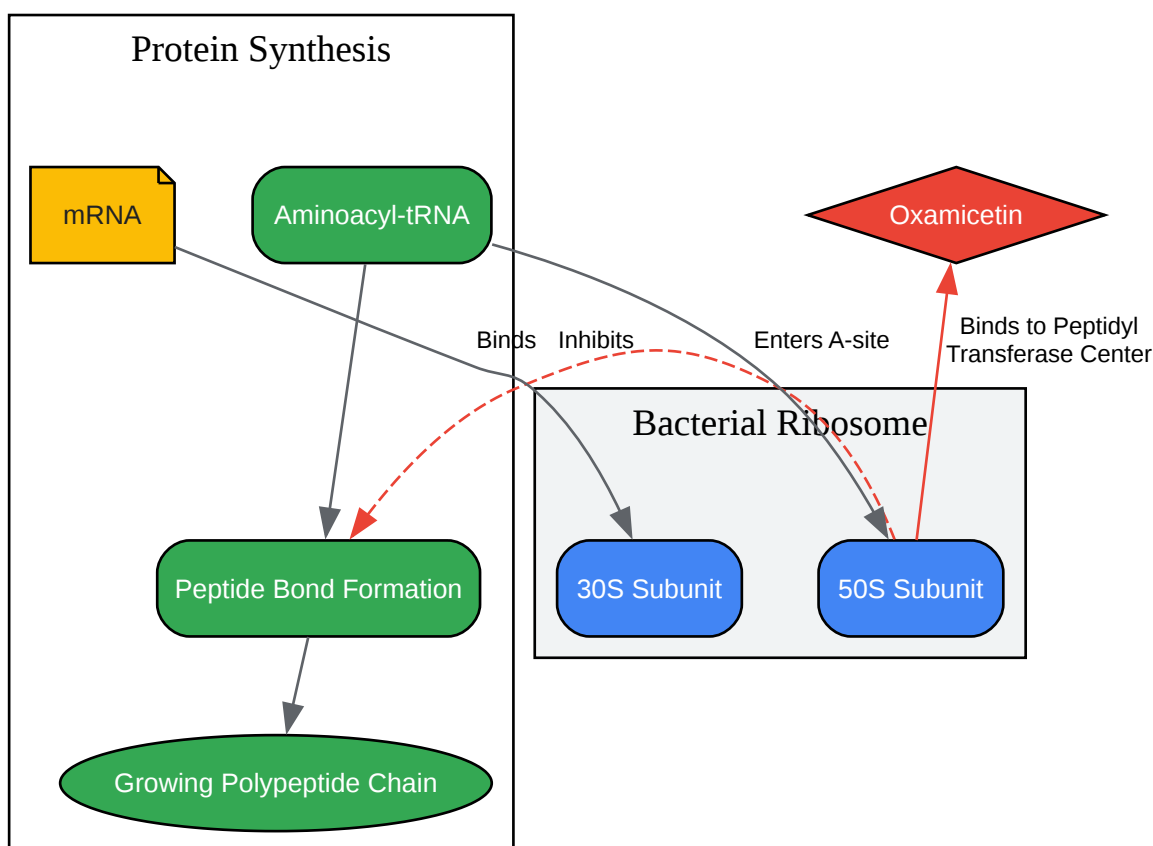 Protein Synthesis
mRNA
Aminoacyl-tRNA
Oxamicetin
Binds
Inhibits
Enters A-site
Binds to Peptidyl
Transferase Center
Bacterial Ribosome
Peptide Bond Formation
30S Subunit
50S Subunit
Growing Polypeptide Chain